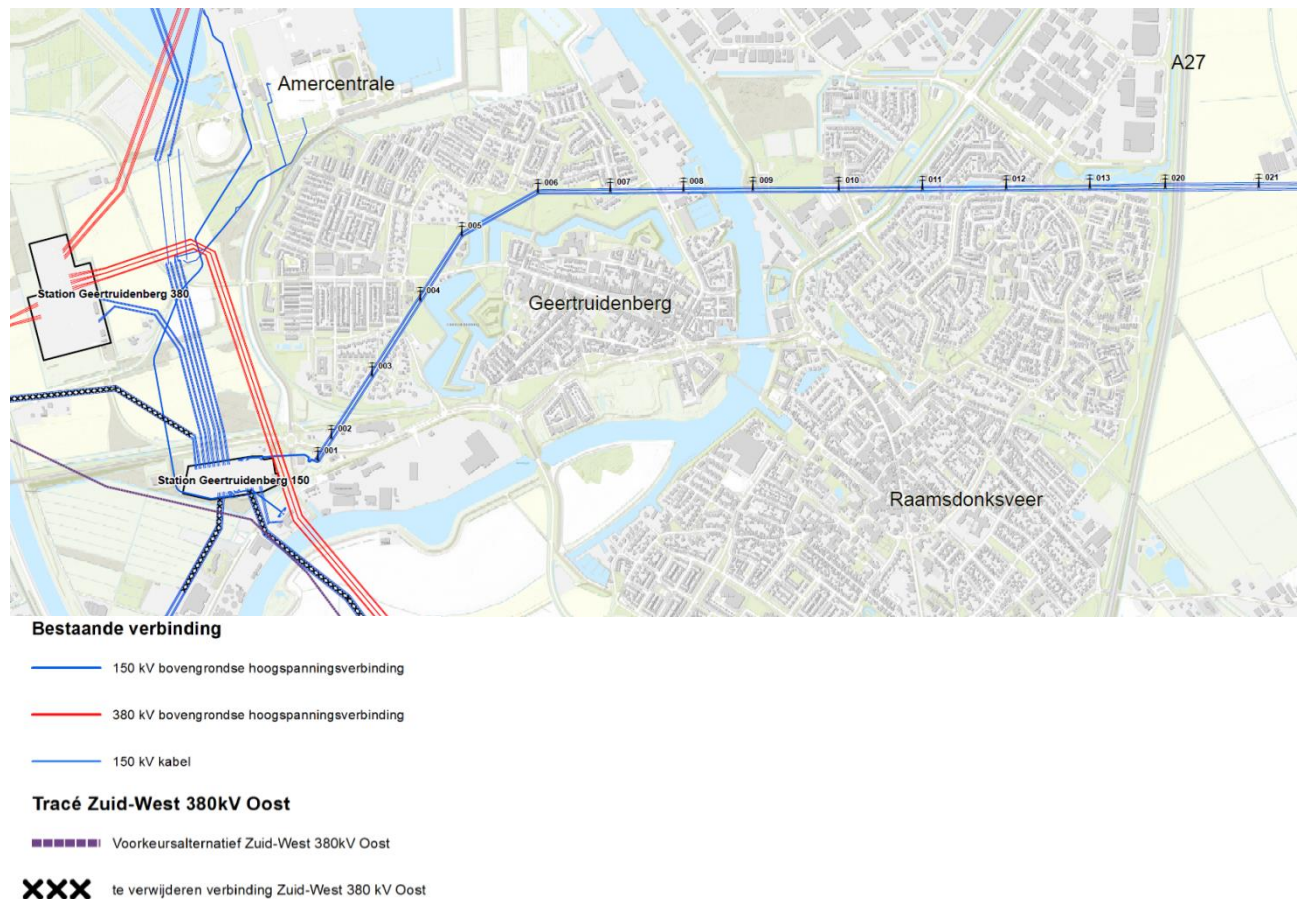 A27
Amercentrale
006
007
008
009
010
011
012
013
020
021
005
004
Station Geertruidenberg 380
Geertruidenberg
003
002
001
Station Geertruidenberg 150
Raamsdonksveer
Bestaande verbinding
150 kV bovengrondse hoogspanningsverbinding
380 kV bovengrondse hoogspanningsverbinding
150 kV kabel
Tracé Zuid-West 380kV Oost
Voorkeursalternatief Zuid-West 380kV Oost
te verwijderen verbinding Zuid-West 380 kV Oost